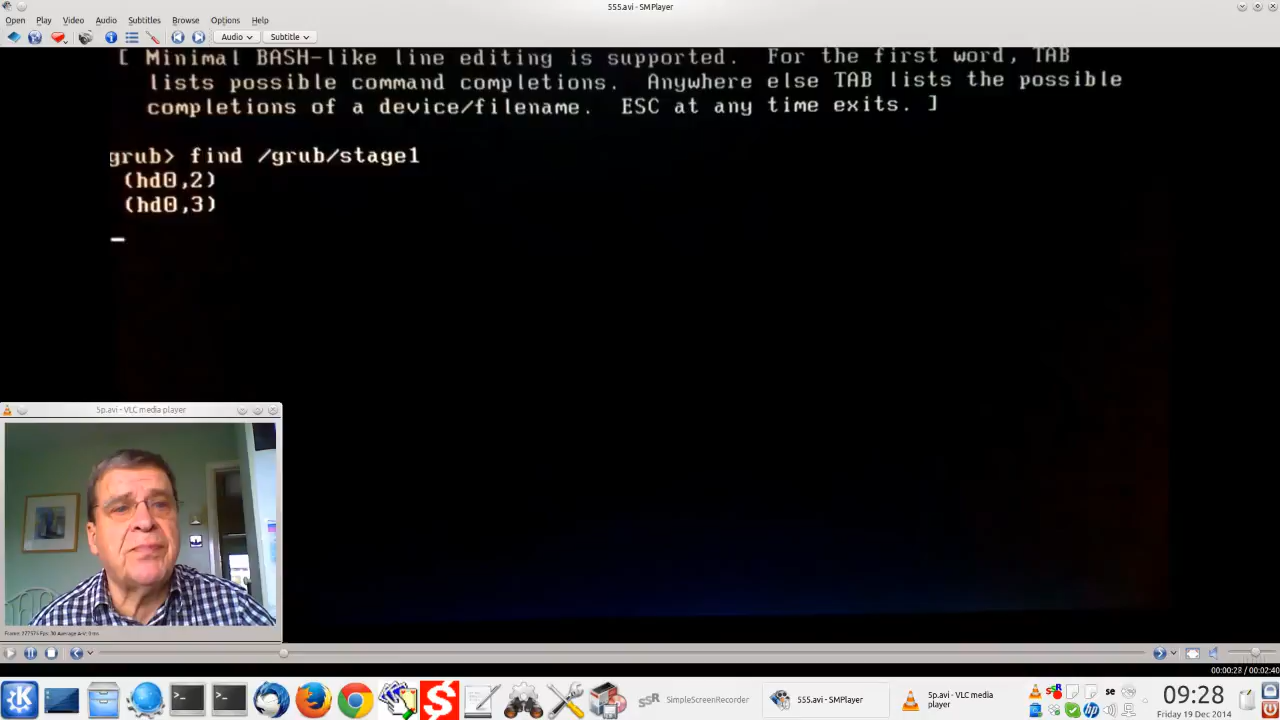 555.avi - SMPlayer
Open Play Video Audio Subtitles Browse Options Help
Audio Subtitle
[ Minimal BASH-like line editing is supported. For the first word, TAB
lists possible command completions. Anywhere else TAB lists the possible
completions of a device/filename. ESC at any time exits. ]
grub> find /grub/stage1
(hd0,2)
(hd0,3)
5p.avi - VLC media player
00:00:28 / 00:02:40
SimpleScreenRecorder
555.avi - SMPlayer
5p.avi - VLC media
player
se
09:28
Friday 19 Dec 2014